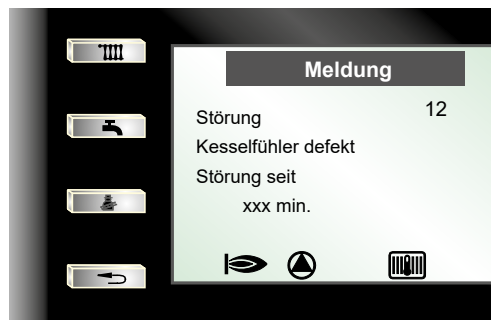 Meldung
Störung 12
Kesselfühler defekt
Störung seit
xxx min.